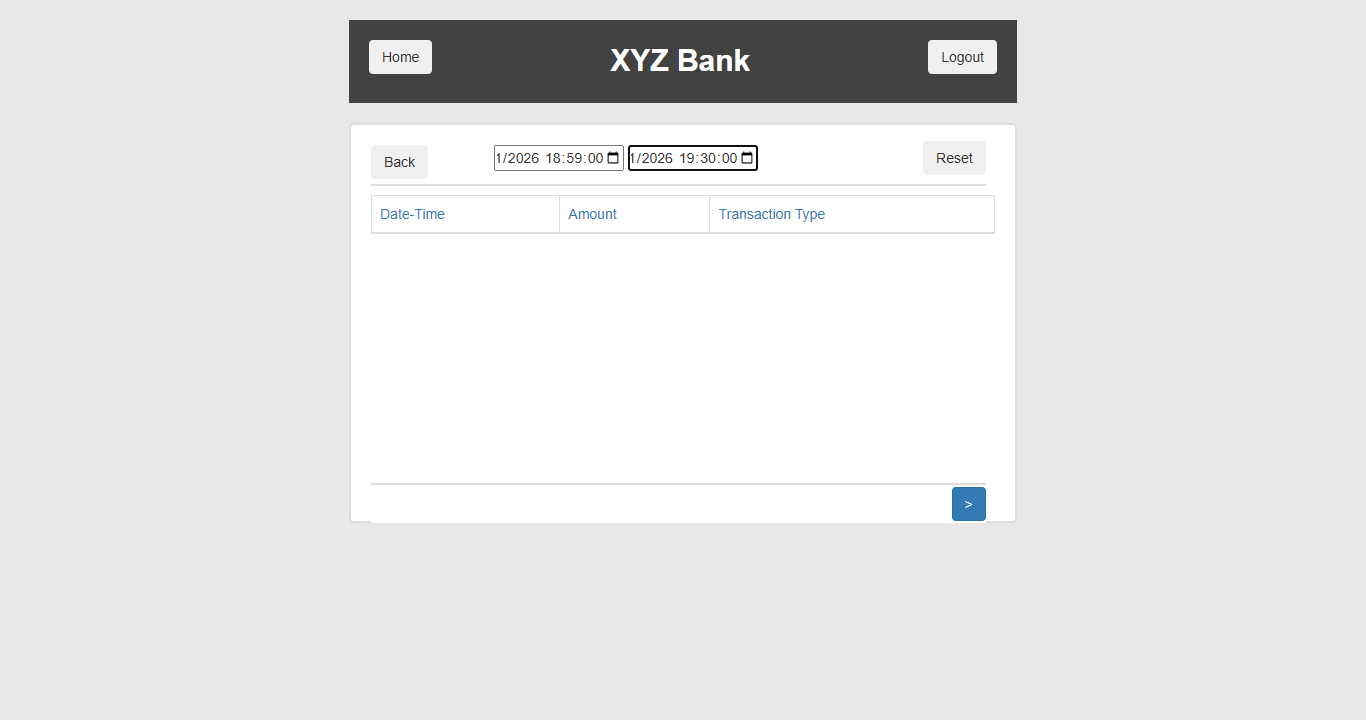 Home
XYZ Bank
Logout
Back
1/2026 18:59:00
1/2026 19:30:00
Reset
Date-Time
Amount
Transaction Type
>